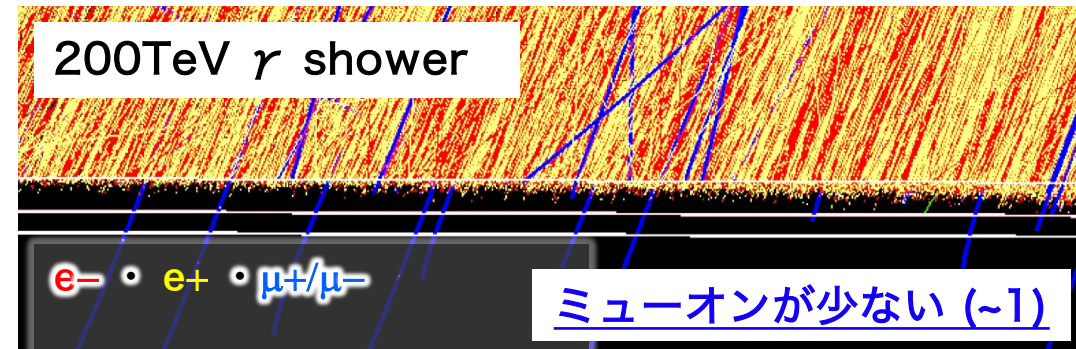 200TeV γ shower
e− ・ e+ ・ μ+/μ−
ミューオンが少ない (~1)